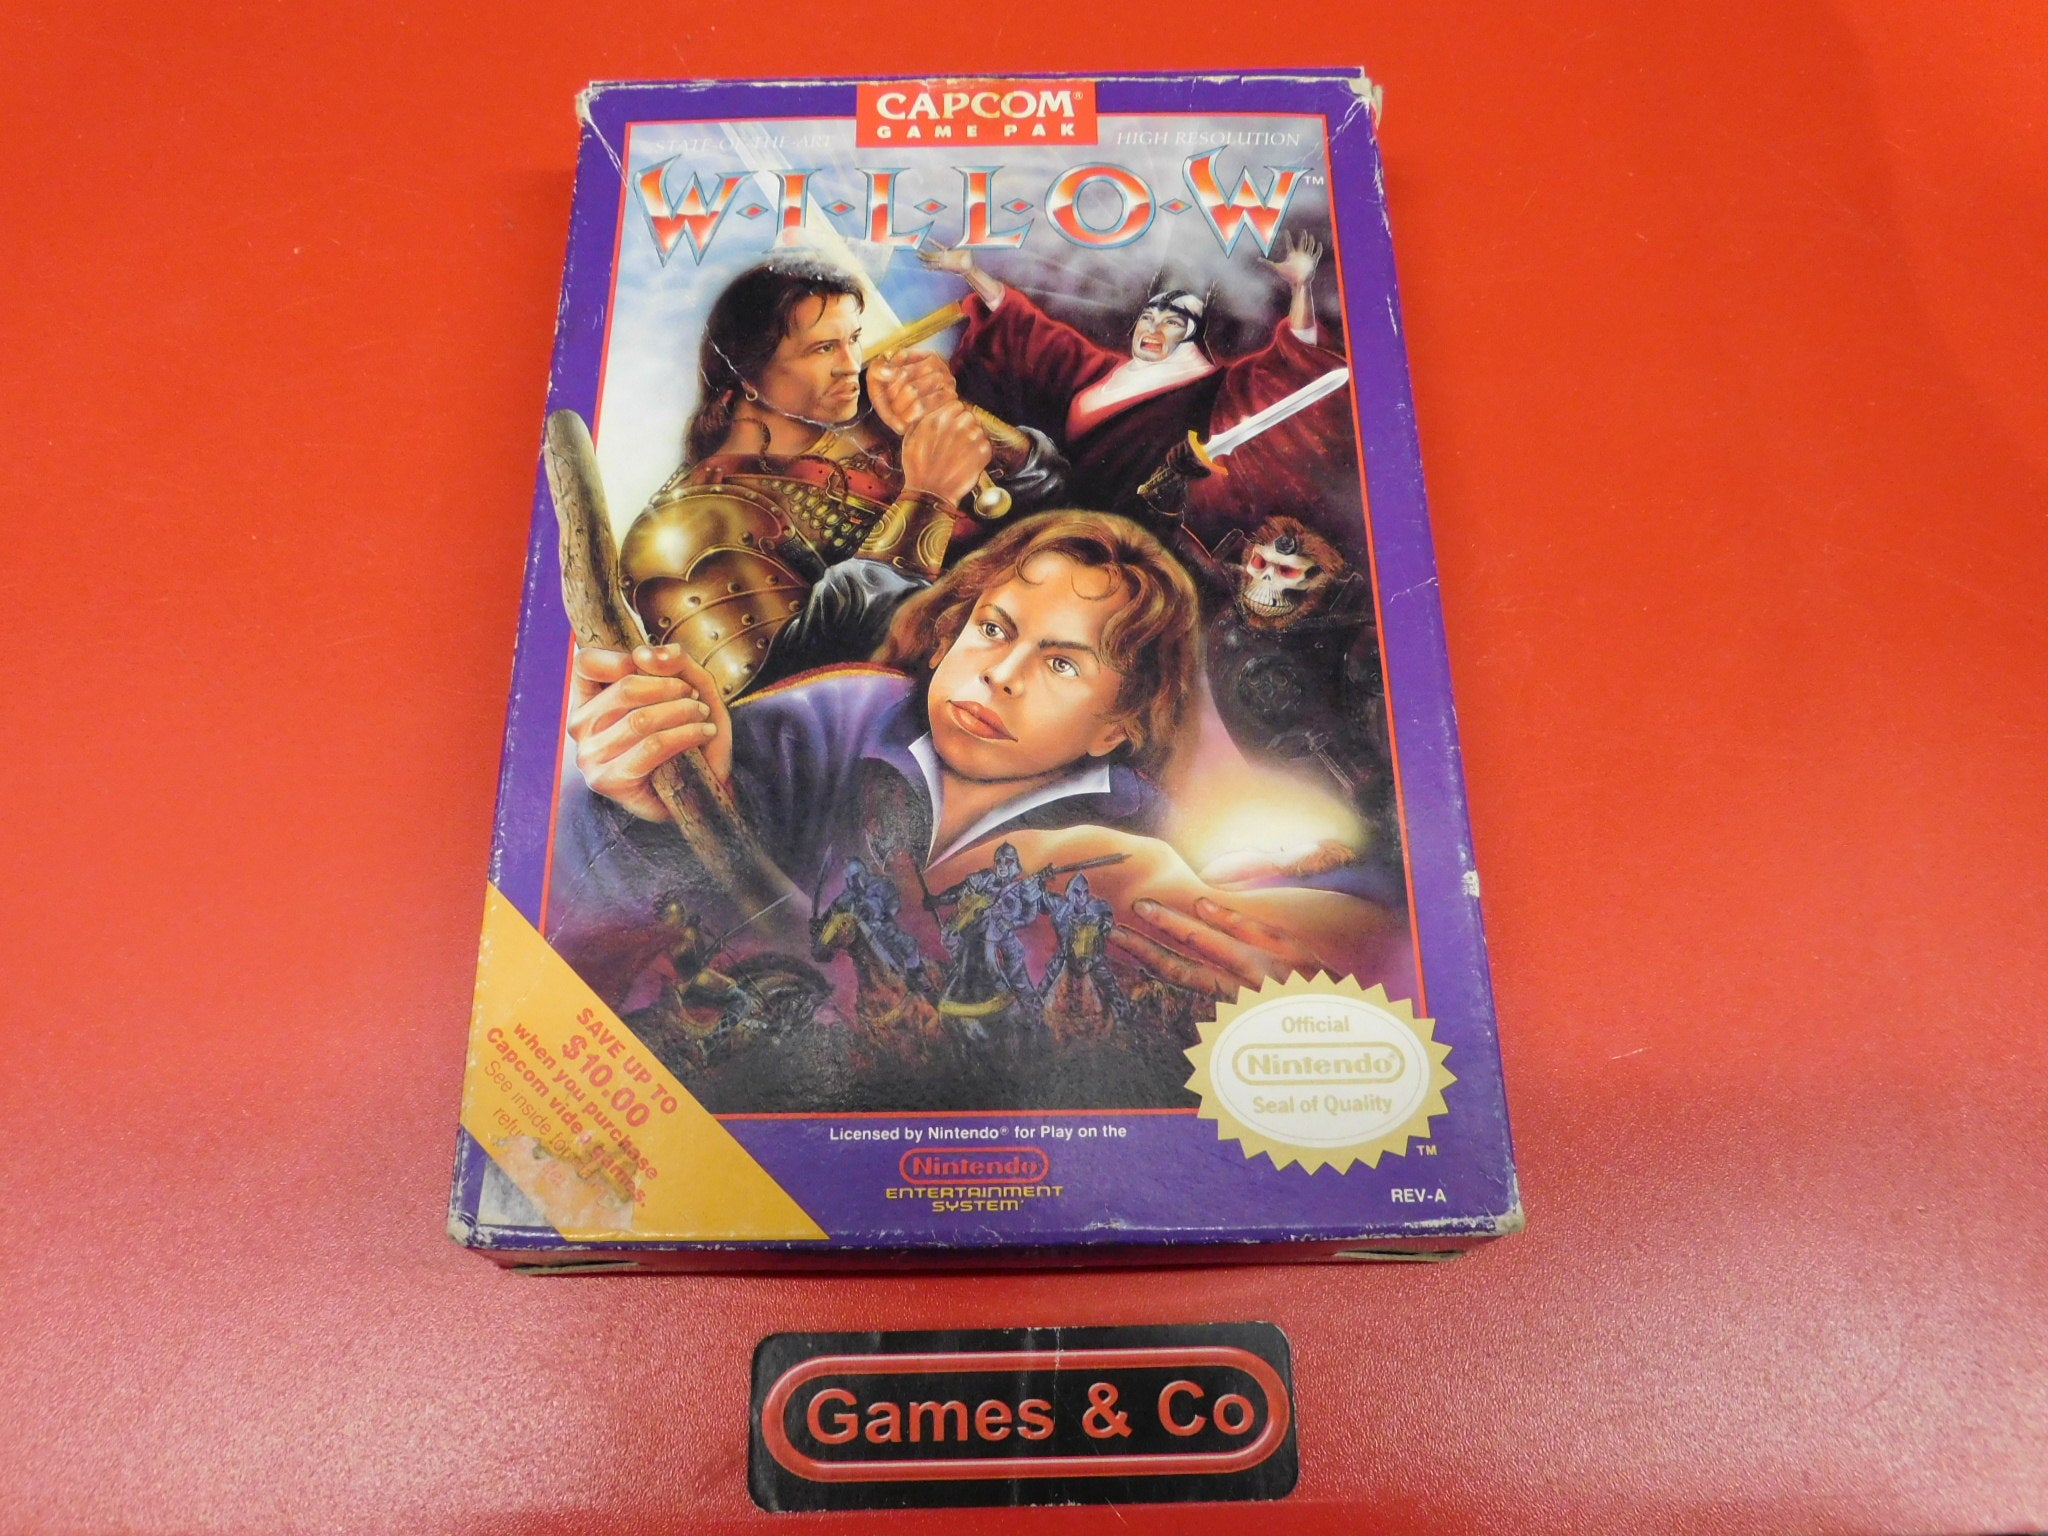 CAPCOM®
GAME PAK
STATE-OF-THE-ART
HIGH RESOLUTION
W·I·L·L·O·W™
SAVE UP TO
$10.00
when you purchase
Capcom video games.
See inside for
Official
Nintendo®
Seal of Quality
TM
Licensed by Nintendo® for Play on the
Nintendo
ENTERTAINMENT
SYSTEM
REV-A
Games & Co